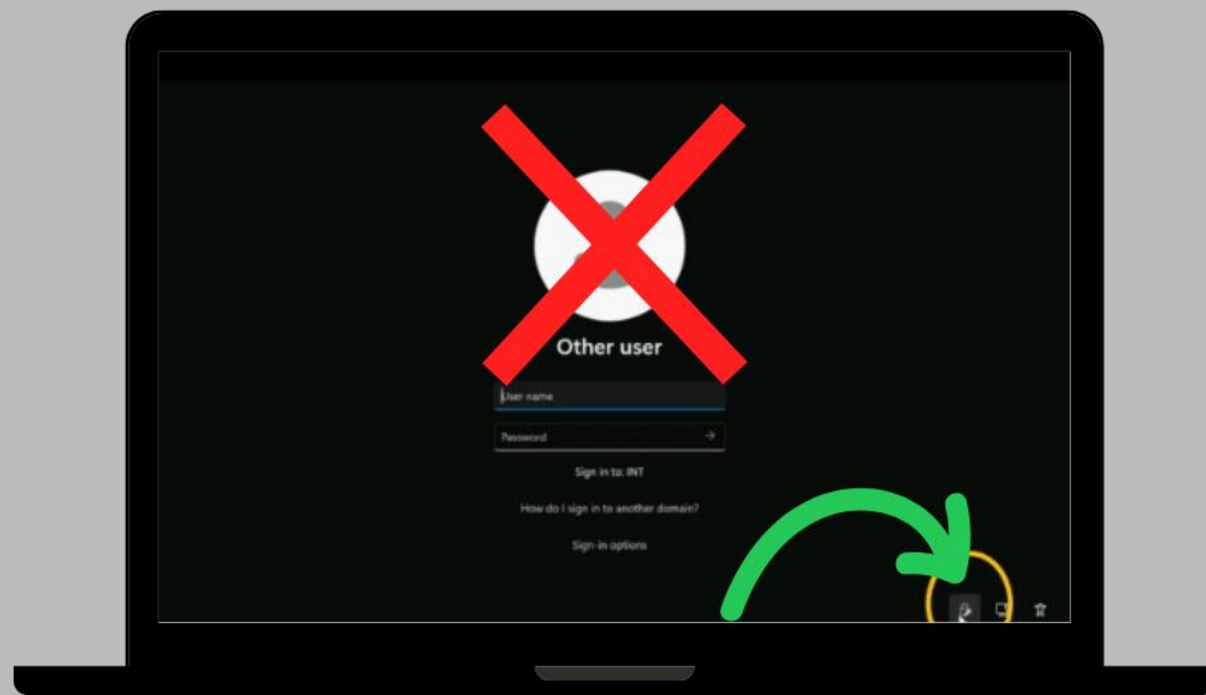 Other user
User name
Password
Sign in to: INT
How do I sign in to another domain?
Sign-in options